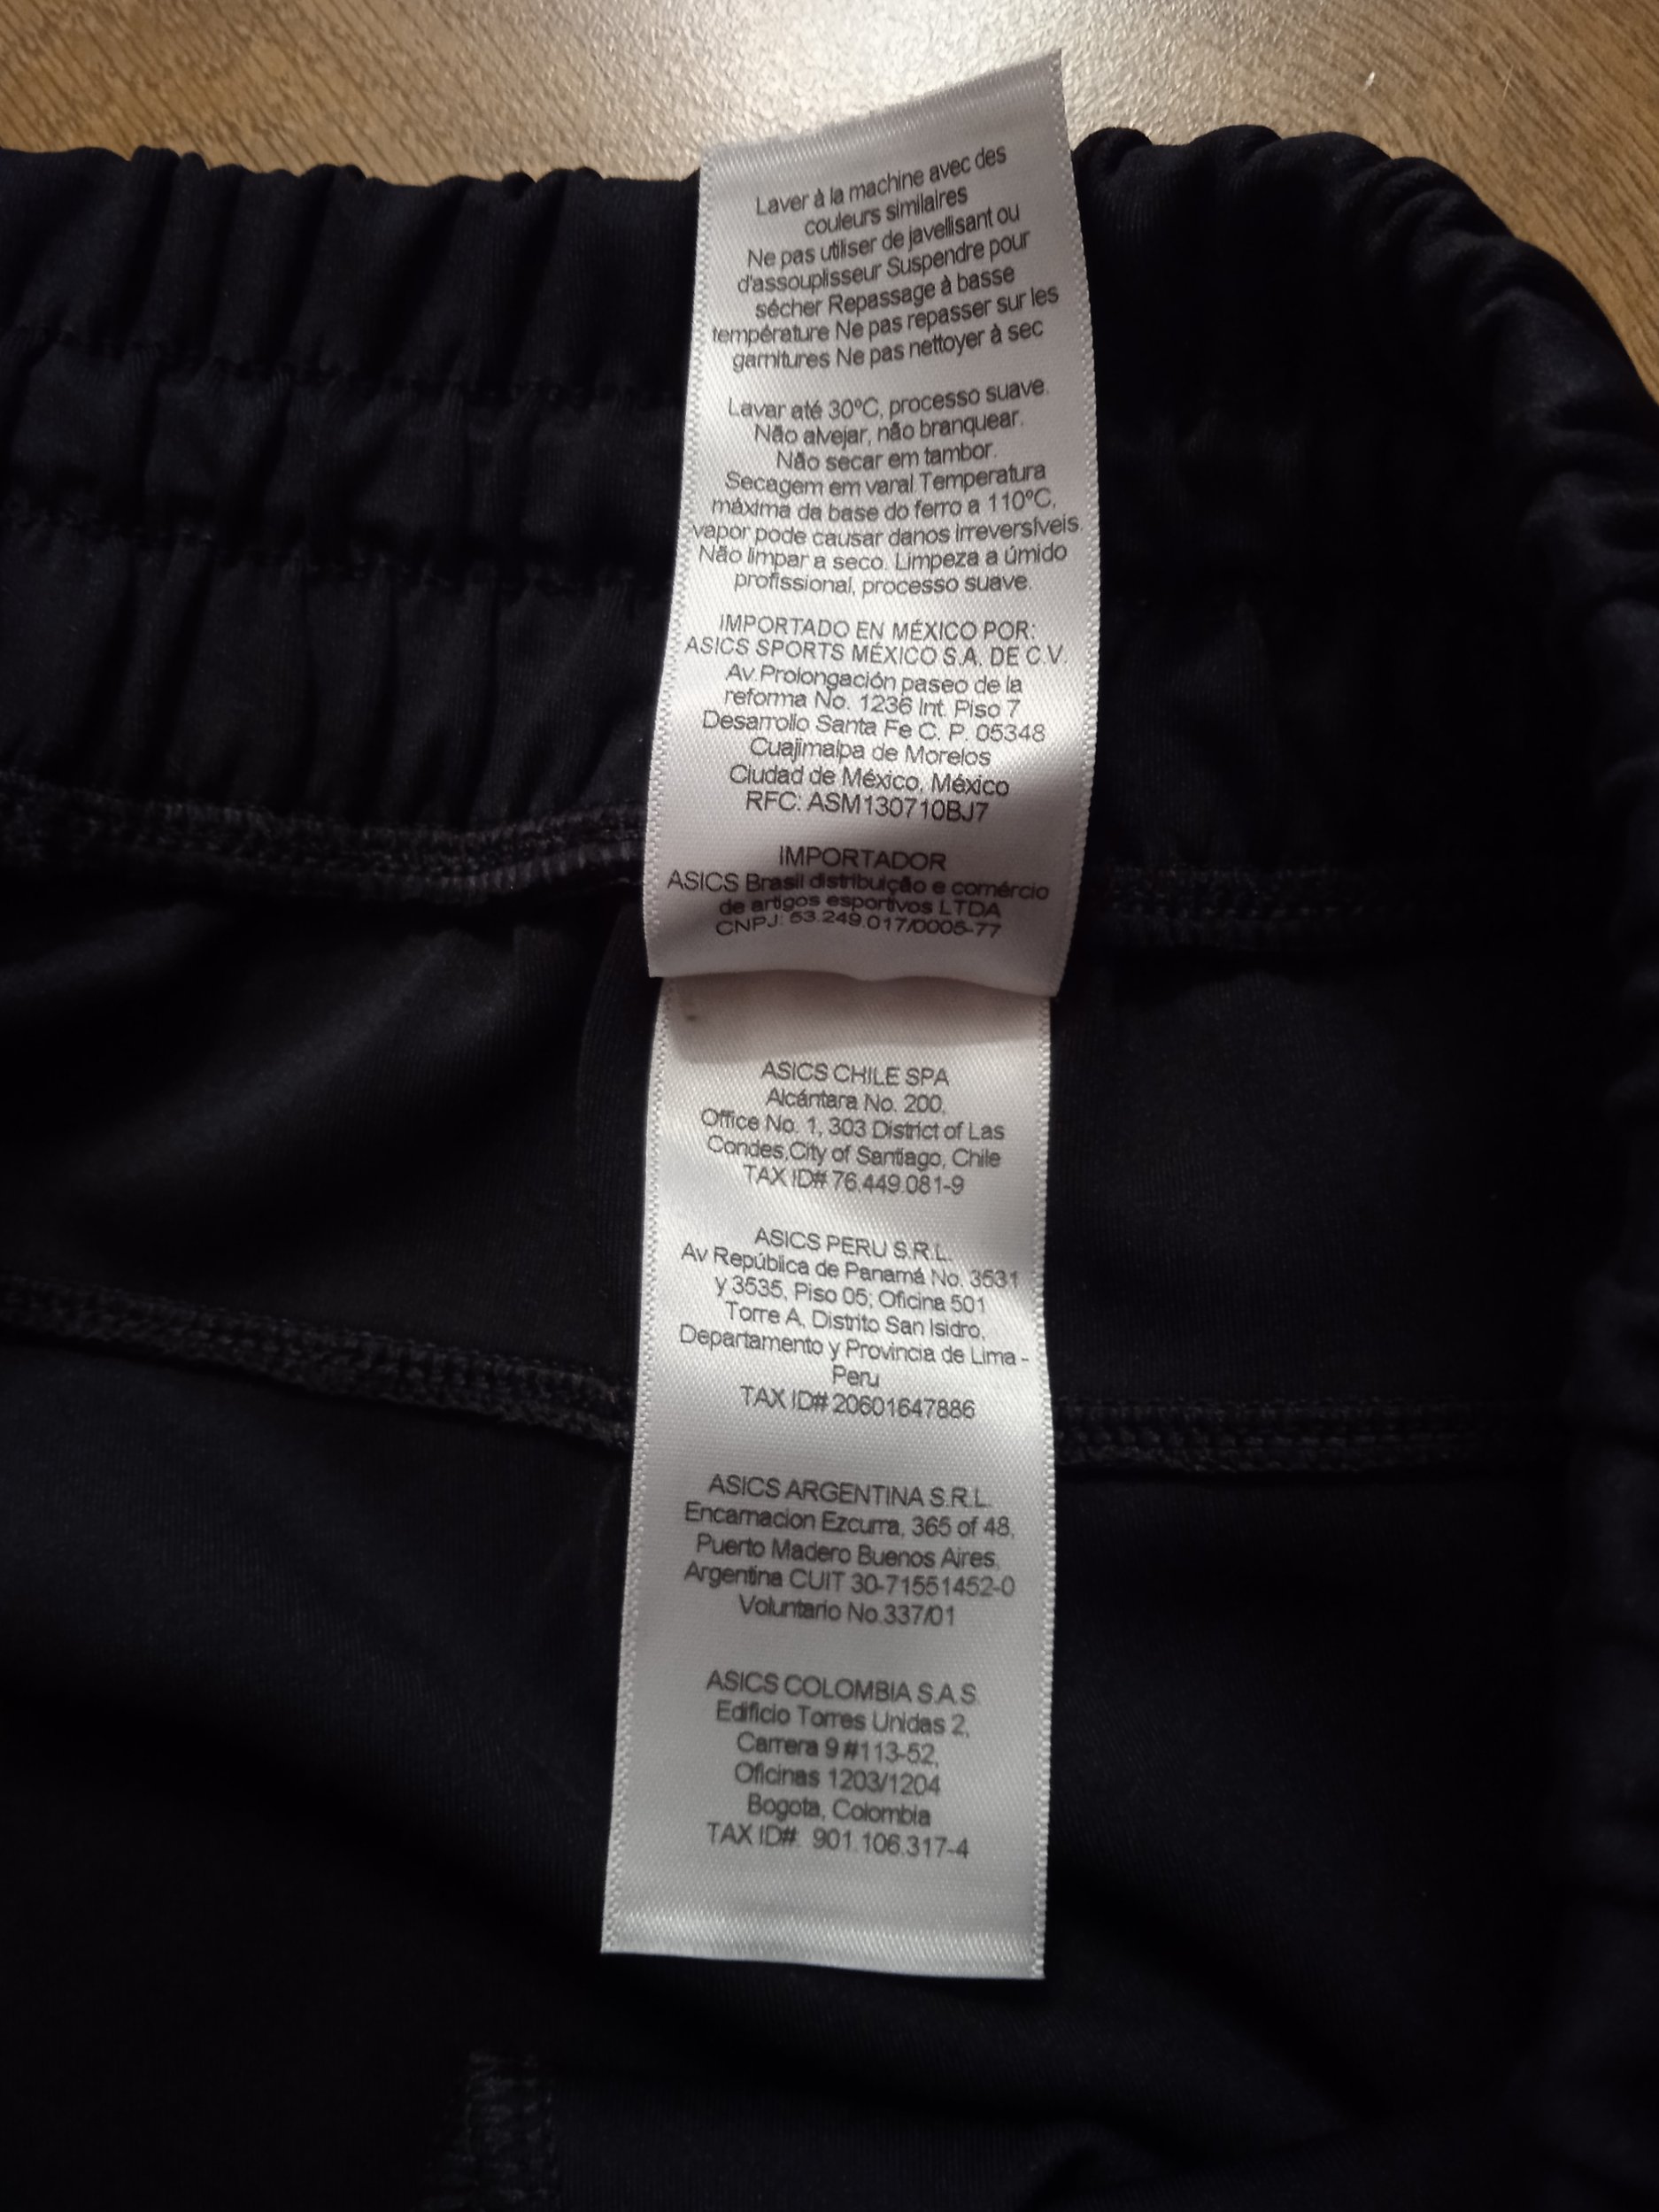 Laver à la machine avec des
couleurs similaires
Ne pas utiliser de javellisant ou
d'assouplisseur Suspendre pour
sécher Repassage à basse
température Ne pas repasser sur les
garnitures Ne pas nettoyer à sec
Lavar até 30ºC, processo suave.
Não alvejar, não branquear.
Não secar em tambor.
Secagem em varal Temperatura
máxima da base do ferro a 110ºC,
vapor pode causar danos irreversíveis.
Não limpar a seco. Limpeza a úmido
profissional, processo suave.
IMPORTADO EN MÉXICO POR:
ASICS SPORTS MÉXICO S.A. DE C.V.
Av.Prolongación paseo de la
reforma No. 1236 Int. Piso 7
Desarrollo Santa Fe C. P. 05348
Cuajimalpa de Morelos
Ciudad de México, México
RFC: ASM130710BJ7
IMPORTADOR
ASICS Brasil distribuição e comércio
de artigos esportivos LTDA
CNPJ: 53.249.017/0005-77
ASICS CHILE SPA
Alcántara No. 200,
Office No. 1, 303 District of Las
Condes,City of Santiago, Chile
TAX ID# 76.449.081-9
ASICS PERU S.R.L.
Av República de Panamá No. 3531
y 3535, Piso 05; Oficina 501
Torre A, Distrito San Isidro,
Departamento y Provincia de Lima -
Peru
TAX ID# 20601647886
ASICS ARGENTINA S.R.L.
Encarnacion Ezcurra, 365 of 48,
Puerto Madero Buenos Aires,
Argentina CUIT 30-71551452-0
Voluntario No.337/01
ASICS COLOMBIA S.A.S.
Edificio Torres Unidas 2,
Carrera 9 #113-52,
Oficinas 1203/1204
Bogota, Colombia
TAX ID#: 901.106.317-4